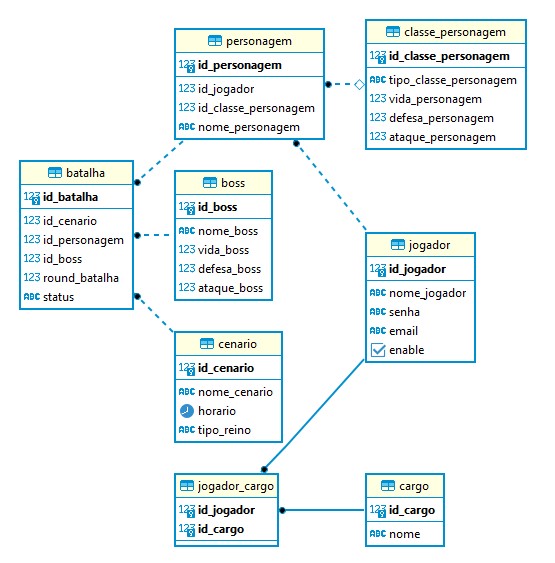 personagem
123 id_personagem
123 id_jogador
123 id_classe_personagem
ABC nome_personagem
classe_personagem
123 id_classe_personagem
ABC tipo_classe_personagem
123 vida_personagem
123 defesa_personagem
123 ataque_personagem
batalha
123 id_batalha
123 id_cenario
123 id_personagem
123 id_boss
123 round_batalha
ABC status
boss
123 id_boss
ABC nome_boss
123 vida_boss
123 defesa_boss
123 ataque_boss
jogador
123 id_jogador
ABC nome_jogador
ABC senha
ABC email
enable
cenario
123 id_cenario
ABC nome_cenario
horario
ABC tipo_reino
jogador_cargo
123 id_jogador
123 id_cargo
cargo
123 id_cargo
ABC nome